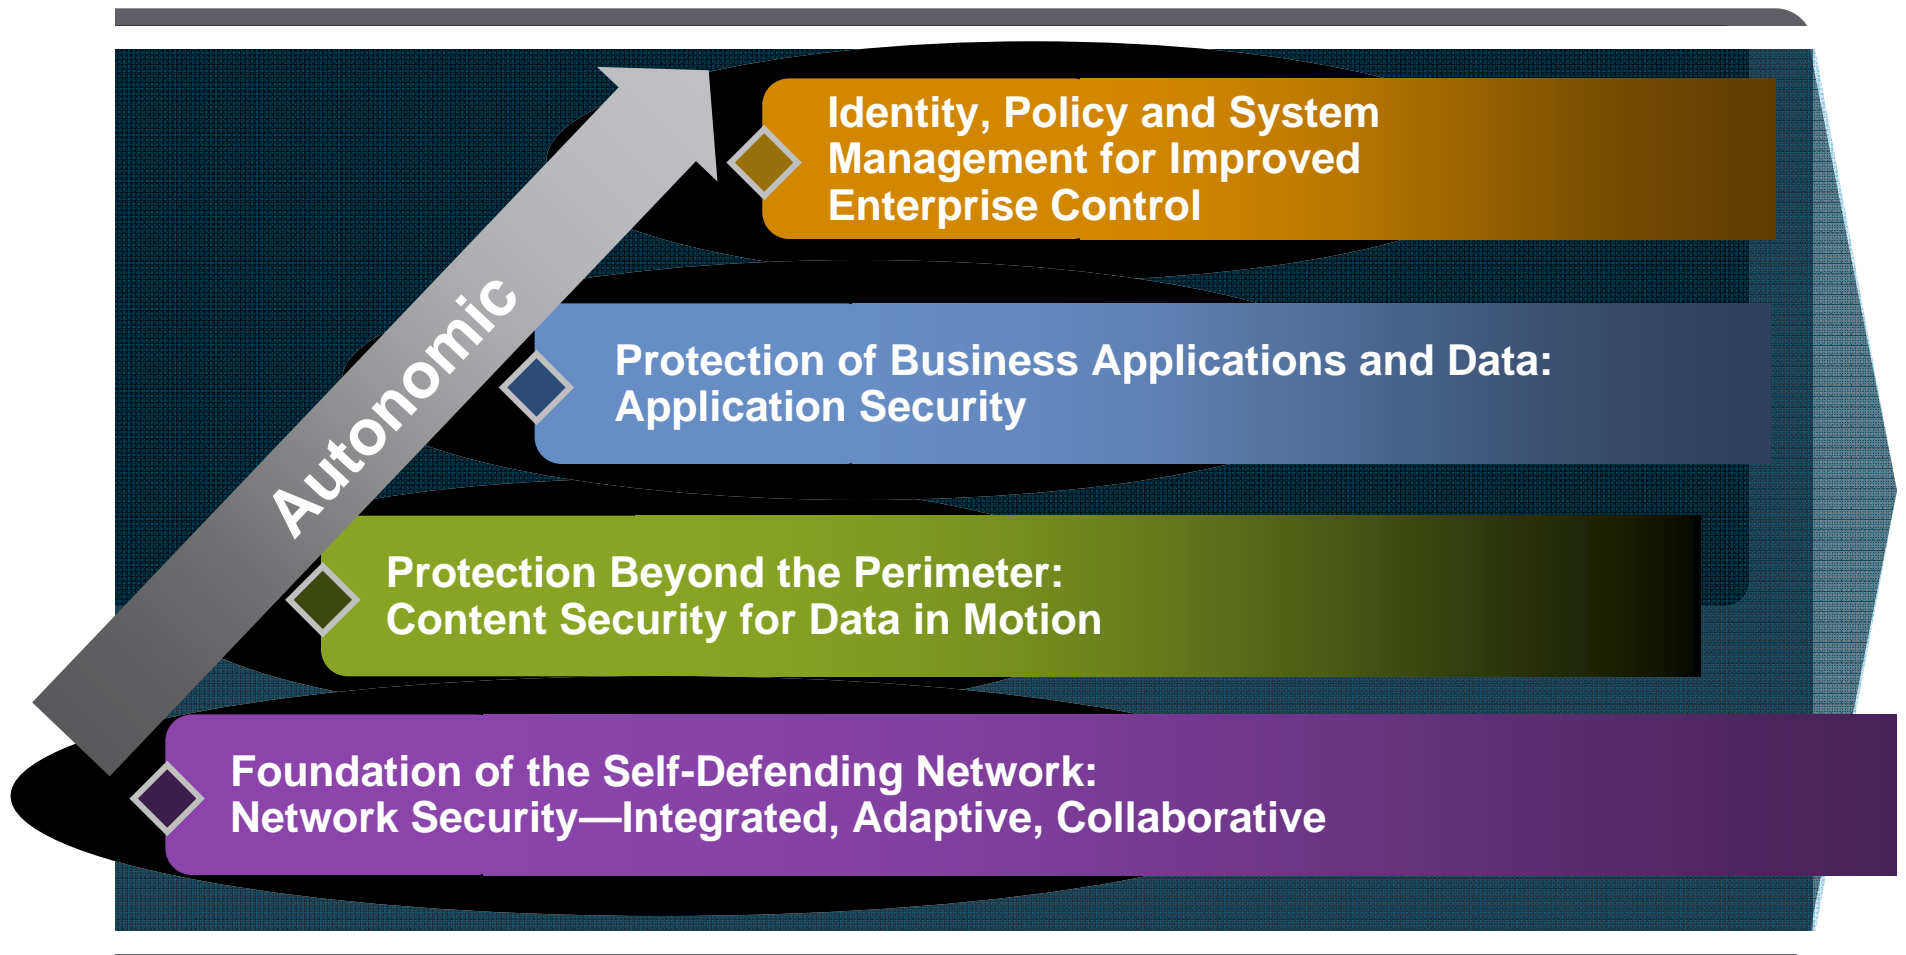 Identity, Policy and System
Management for Improved
Enterprise Control
Autonomic
Protection of Business Applications and Data:
Application Security
Protection Beyond the Perimeter:
Content Security for Data in Motion
Foundation of the Self-Defending Network:
Network Security—Integrated, Adaptive, Collaborative